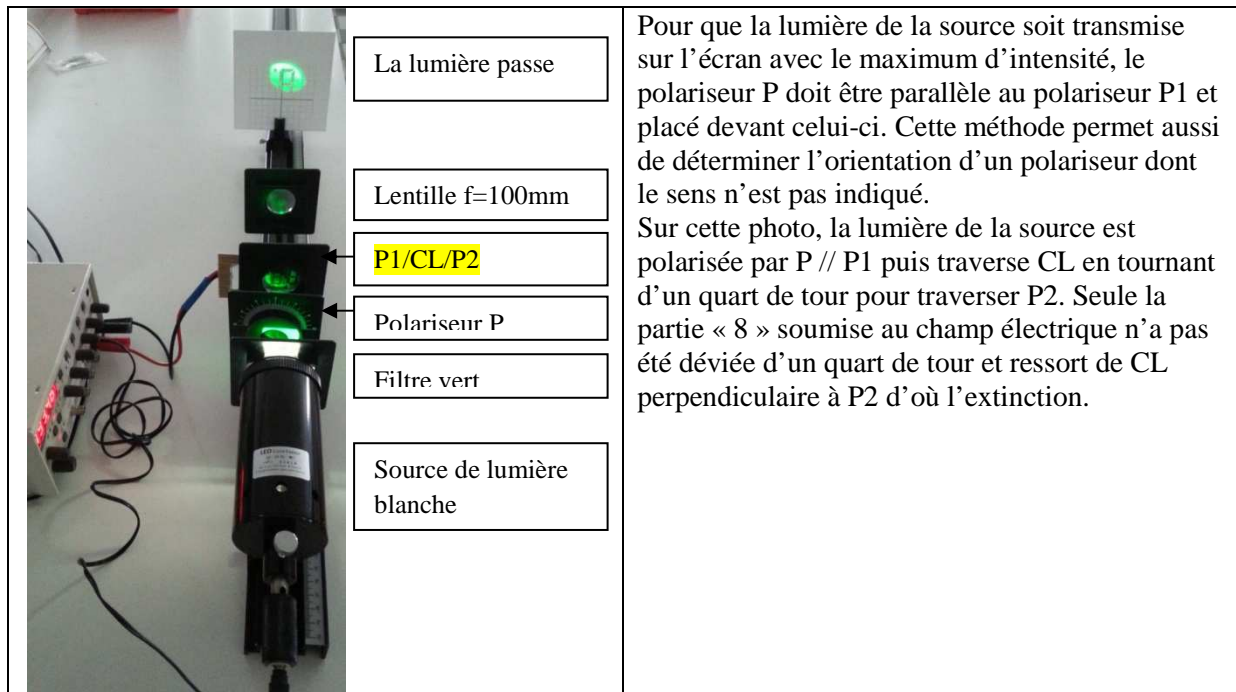 La lumière passe
Lentille f=100mm
P1/CL/P2
Polariseur P
Filtre vert
Source de lumière
blanche
Pour que la lumière de la source soit transmise
sur l’écran avec le maximum d’intensité, le
polariseur P doit être parallèle au polariseur P1 et
placé devant celui-ci. Cette méthode permet aussi
de déterminer l’orientation d’un polariseur dont
le sens n’est pas indiqué.
Sur cette photo, la lumière de la source est
polarisée par P // P1 puis traverse CL en tournant
d’un quart de tour pour traverser P2. Seule la
partie « 8 » soumise au champ électrique n’a pas
été déviée d’un quart de tour et ressort de CL
perpendiculaire à P2 d’où l’extinction.